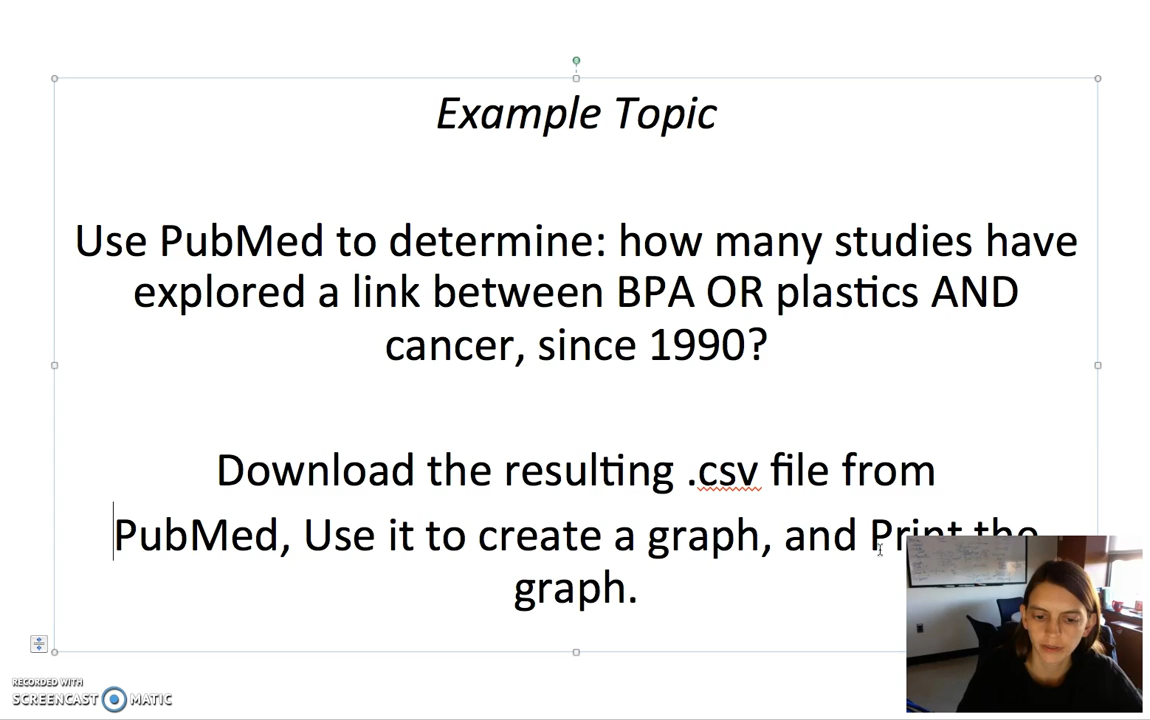 Example Topic
Use PubMed to determine: how many studies have
explored a link between BPA OR plastics AND
cancer, since 1990?
Download the resulting .csv file from
PubMed, Use it to create a graph, and Print the
graph.
RECORDED WITH
SCREENCAST MATIC